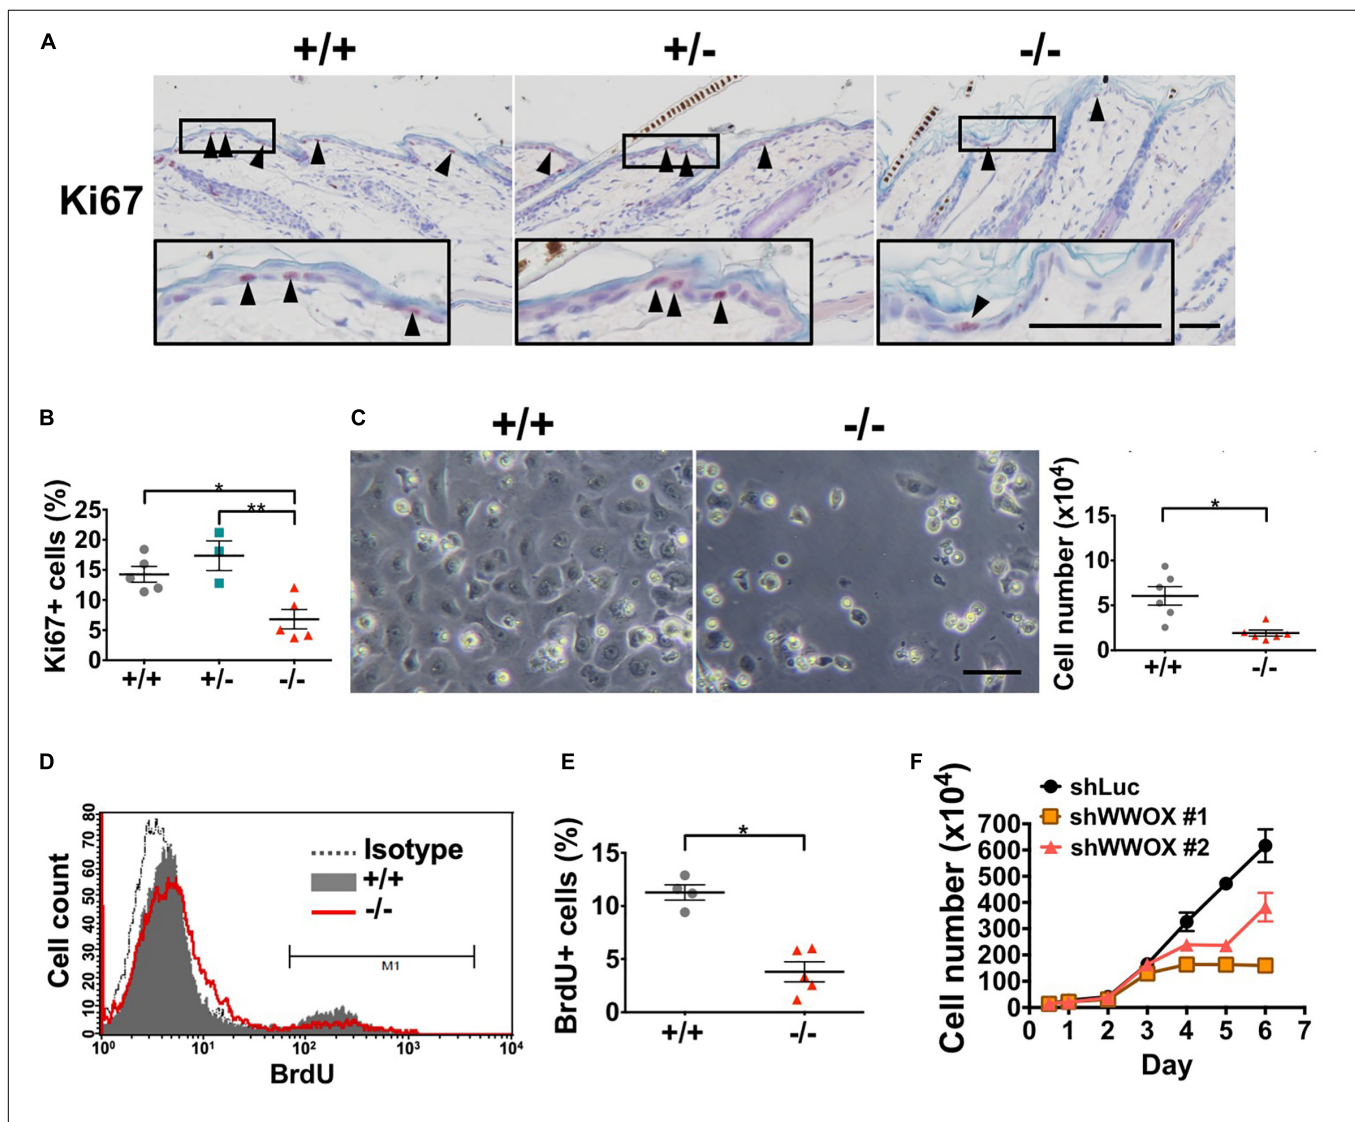 A
+/+
+/-
-/-
Ki67
B
Ki67+ cells (%)
25
20
15
10
5
0
*
**
+/+
+/-
-/-
C
+/+
-/-
Cell number (x10⁴)
15
10
5
0
*
+/+
-/-
D
Cell count
80
70
60
50
40
30
20
10
0
Isotype
+/+
-/-
M1
10⁰
10¹
10²
10³
10⁴
BrdU
E
BrdU+ cells (%)
15
10
5
0
*
+/+
-/-
F
shLuc
shWWOX #1
shWWOX #2
Cell number (x10⁴)
700
600
500
400
300
200
100
0
0 1 2 3 4 5 6 7
Day